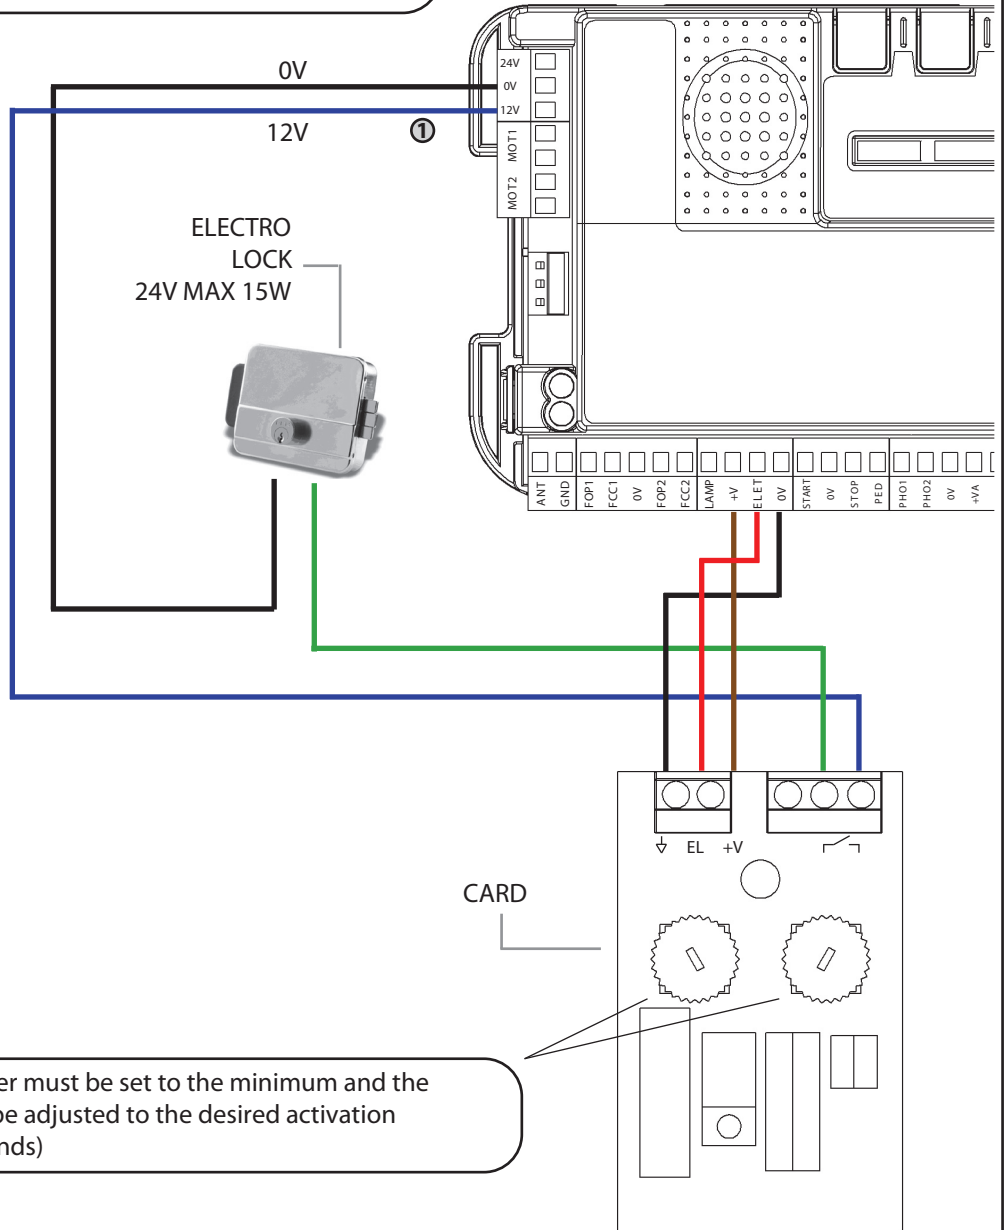 0V
12V
①
24V
0V
12V
MOT1
MOT2
ELECTRO
LOCK
24V MAX 15W
ANT
GND
FOP1
FCC1
0V
FOP2
FCC2
LAMP
+V
ELET
0V
START
0V
STOP
PED
PHO1
PHO2
0V
+VA
EL +V
CARD
er must be set to the minimum and the
be adjusted to the desired activation
nds)